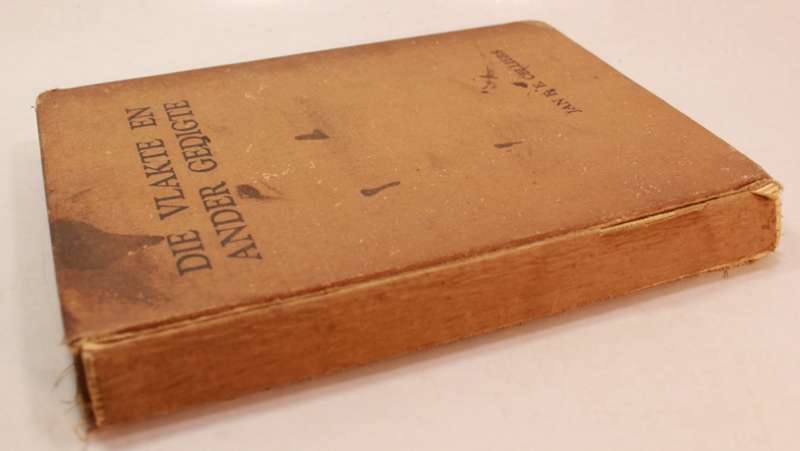 DIE VLAKTE EN
ANDER GEDIGTE
JAN F. E. CELLIERS